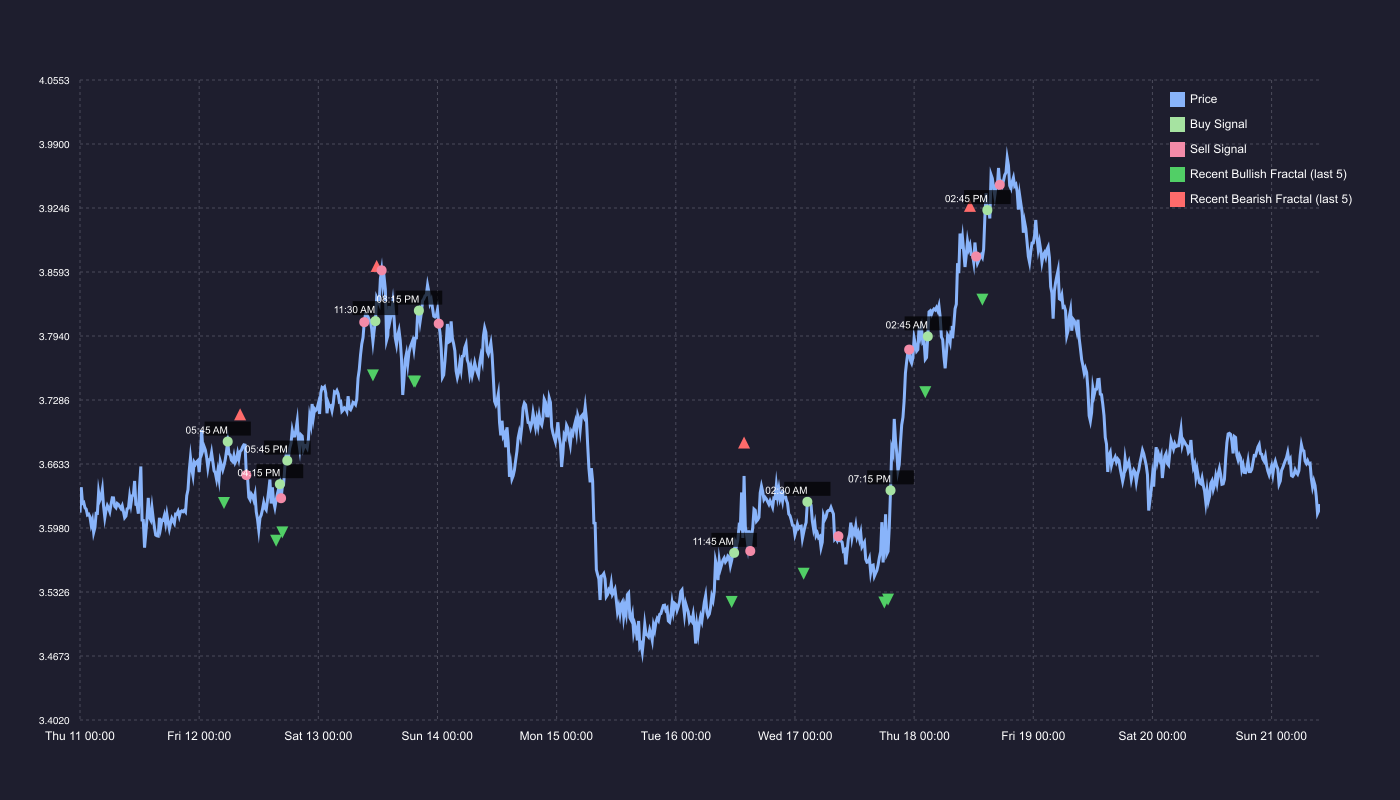 4.0553
3.9900
3.9246
3.8593
3.7940
3.7286
3.6633
3.5980
3.5326
3.4673
3.4020
Thu 11 00:00
Fri 12 00:00
Sat 13 00:00
Sun 14 00:00
Mon 15 00:00
Tue 16 00:00
Wed 17 00:00
Thu 18 00:00
Fri 19 00:00
Sat 20 00:00
Sun 21 00:00
Price
Buy Signal
Sell Signal
Recent Bullish Fractal (last 5)
Recent Bearish Fractal (last 5)
05:45 AM
04:15 PM
05:45 PM
11:30 AM
08:15 PM
11:45 AM
02:30 AM
07:15 PM
02:45 AM
02:45 PM